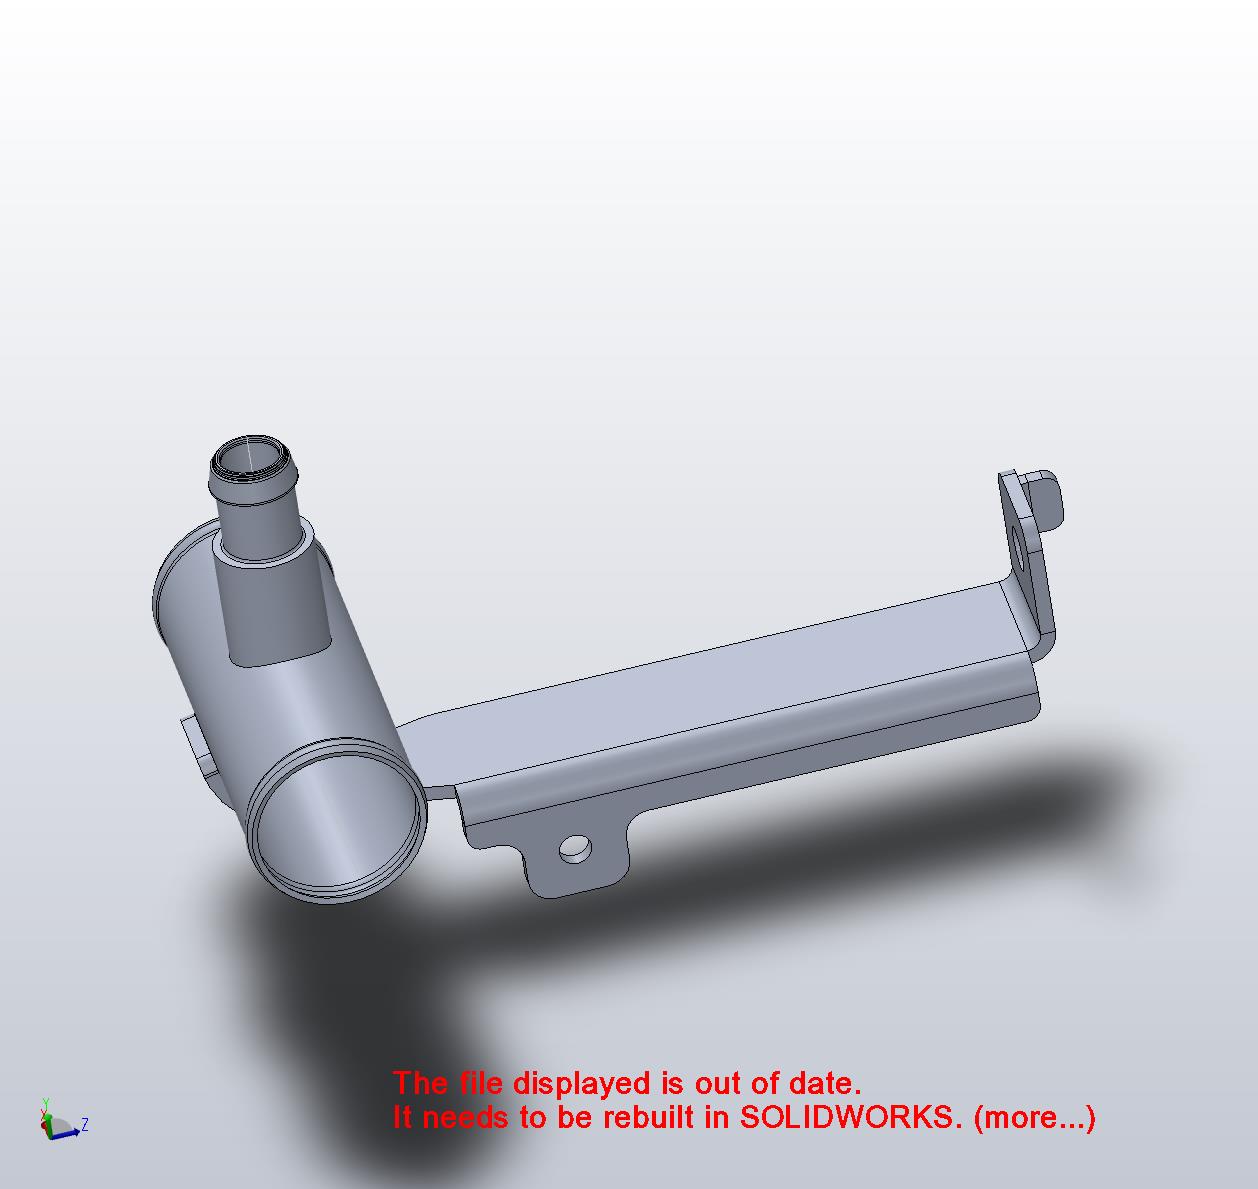 The file displayed is out of date.
It needs to be rebuilt in SOLIDWORKS. (more...)
Y
X
Z